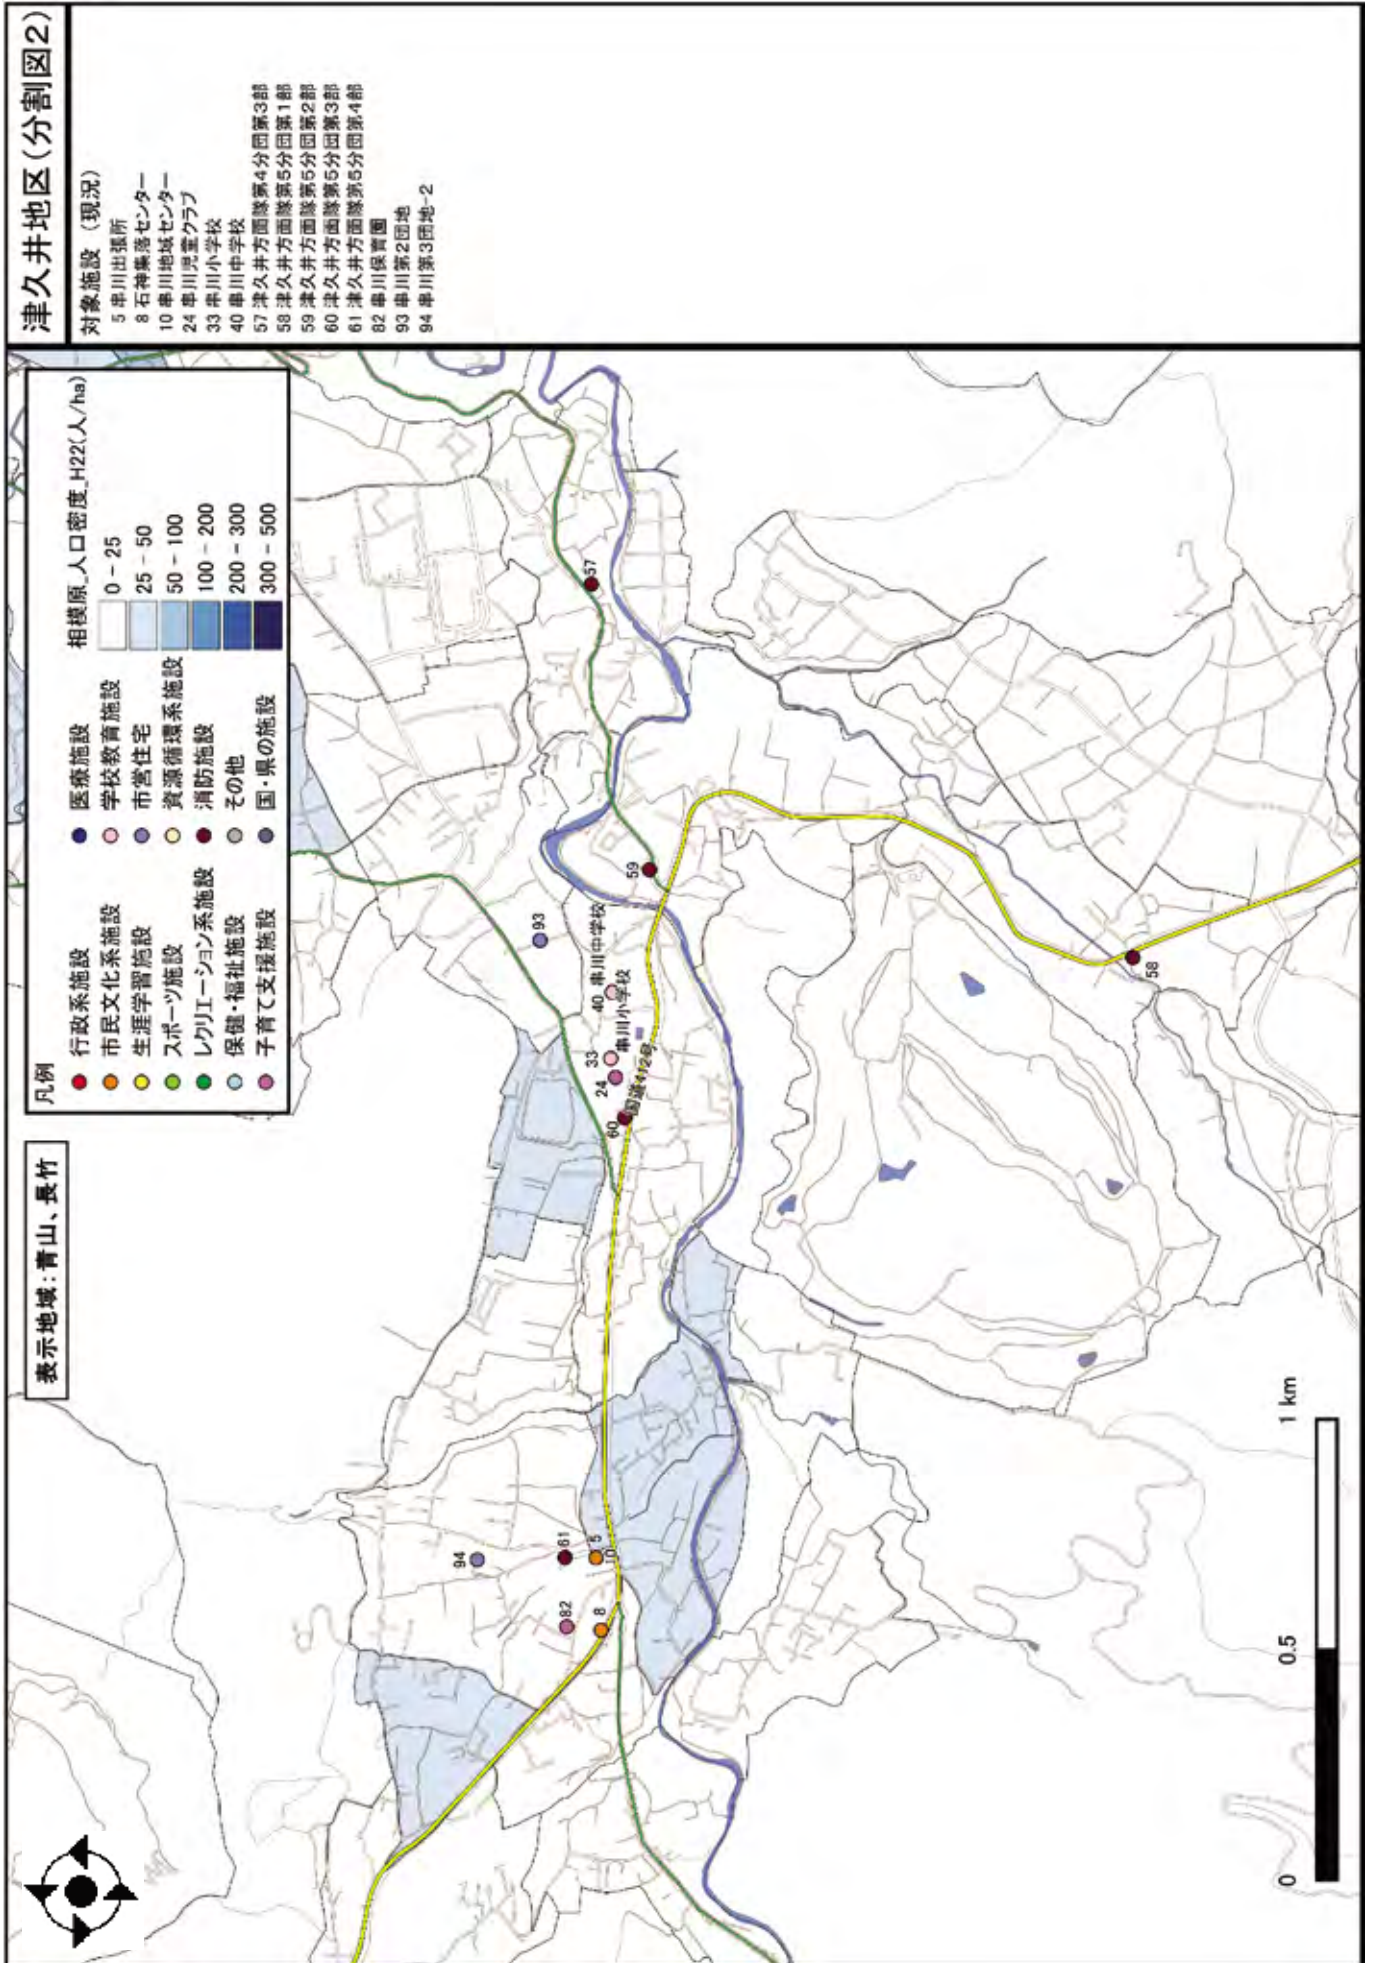 津久井地区(分割図2)
対象施設 (現況)
5 串川出張所
8 石神集落センター
10 串川地域センター
24 串川児童クラブ
33 串川小学校
40 串川中学校
57 津久井方面隊第4分団第3部
58 津久井方面隊第5分団第1部
59 津久井方面隊第5分団第2部
60 津久井方面隊第5分団第3部
61 津久井方面隊第5分団第4部
82 串川保育園
93 串川第2団地
94 串川第3団地-2
表示地域:青山、長竹
凡例
行政系施設
市民文化系施設
生涯学習施設
スポーツ施設
レクリエーション系施設
保健・福祉施設
子育て支援施設
医療施設
学校教育施設
市営住宅
資源循環系施設
消防施設
その他
国・県の施設
相模原_人口密度_H22(人/ha)
0 - 25
25 - 50
50 - 100
100 - 200
200 - 300
300 - 500
94
82
61
8
5
10
60
24
33
串川小学校
40 串川中学校
国道412号
93
59
57
58
0
0.5
1 km